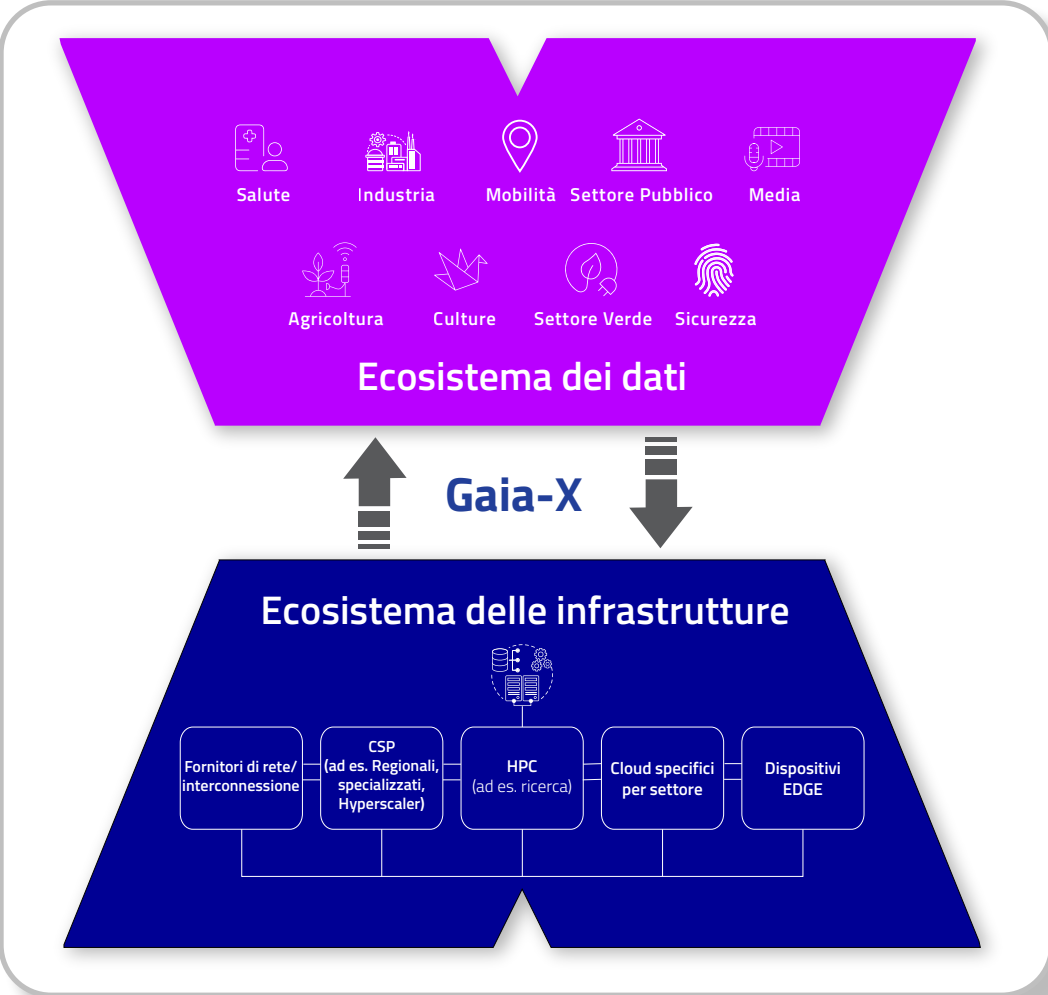 Salute
Industria
Mobilità
Settore Pubblico
Media
Agricoltura
Culture
Settore Verde
Sicurezza
Ecosistema dei dati
Gaia-X
Ecosistema delle infrastrutture
Fornitori di rete/
interconnessione
CSP
(ad es. Regionali,
specializzati,
Hyperscaler)
HPC
(ad es. ricerca)
Cloud specifici
per settore
Dispositivi
EDGE